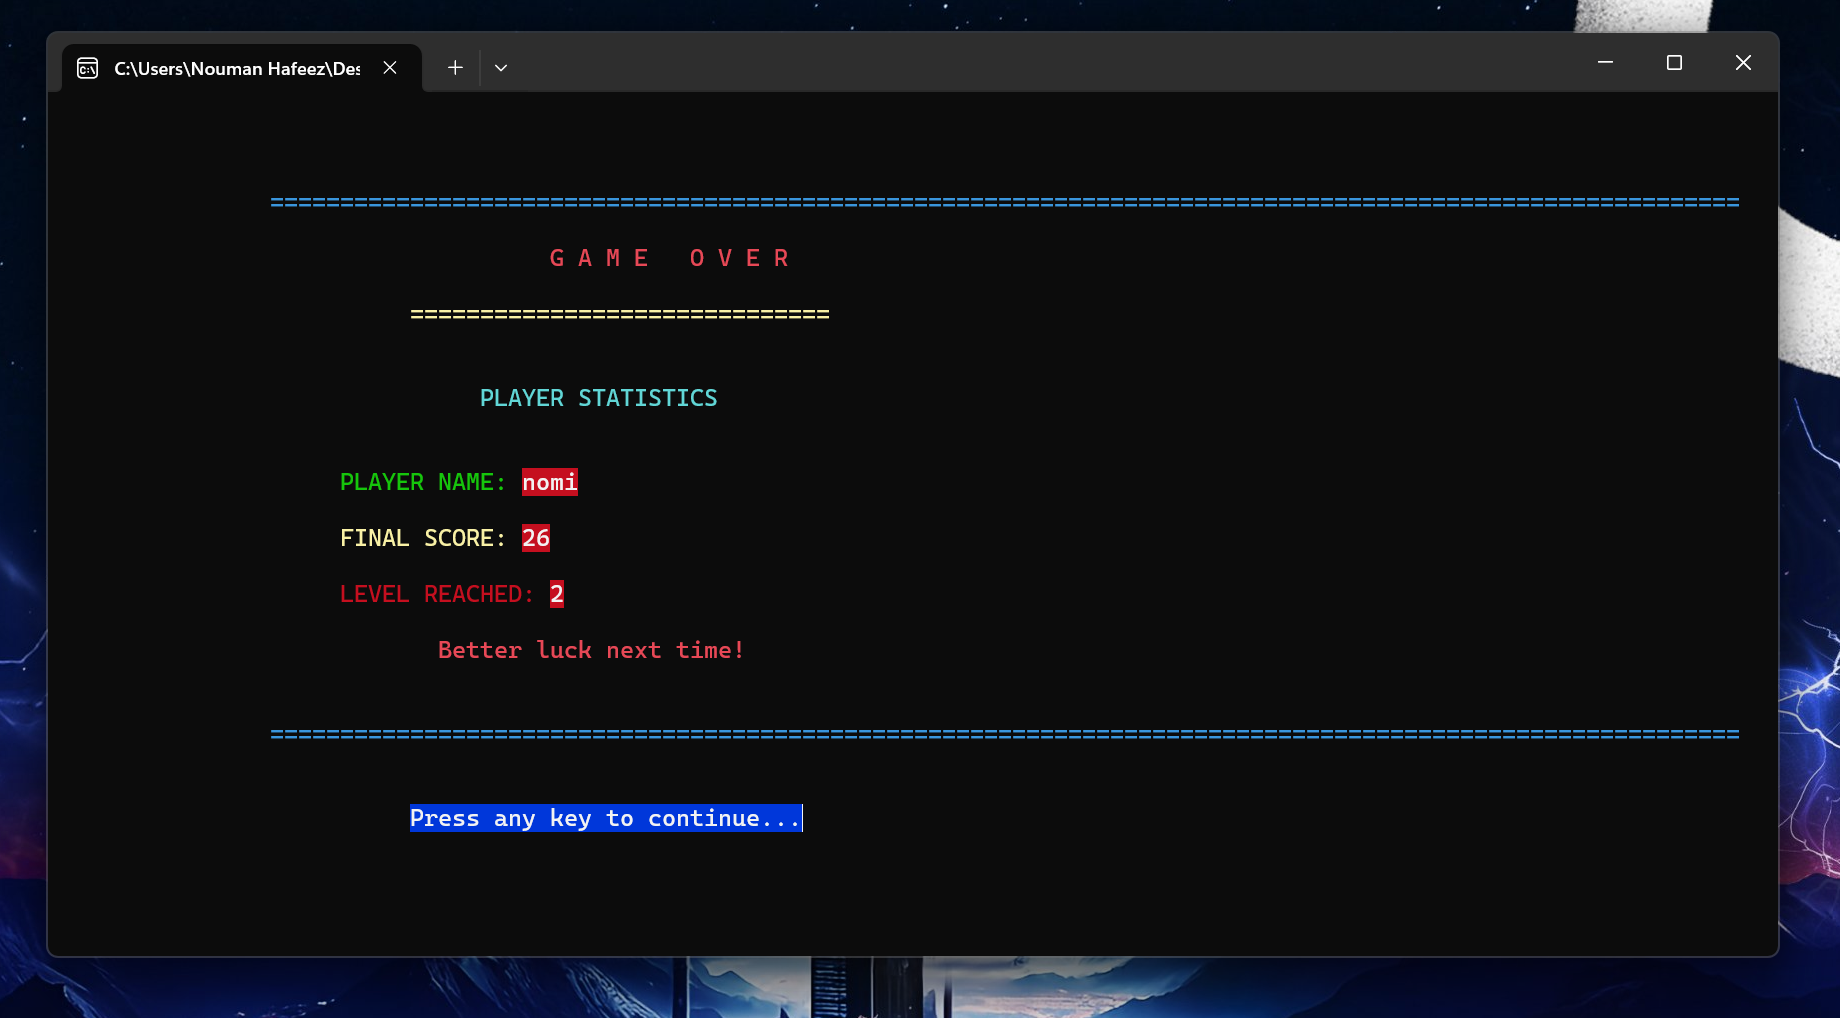 C:\Users\Nouman Hafeez\Des
=========================================================================================================
G A M E   O V E R
==============================
PLAYER STATISTICS
PLAYER NAME: nomi
FINAL SCORE: 26
LEVEL REACHED: 2
Better luck next time!
=========================================================================================================
Press any key to continue...